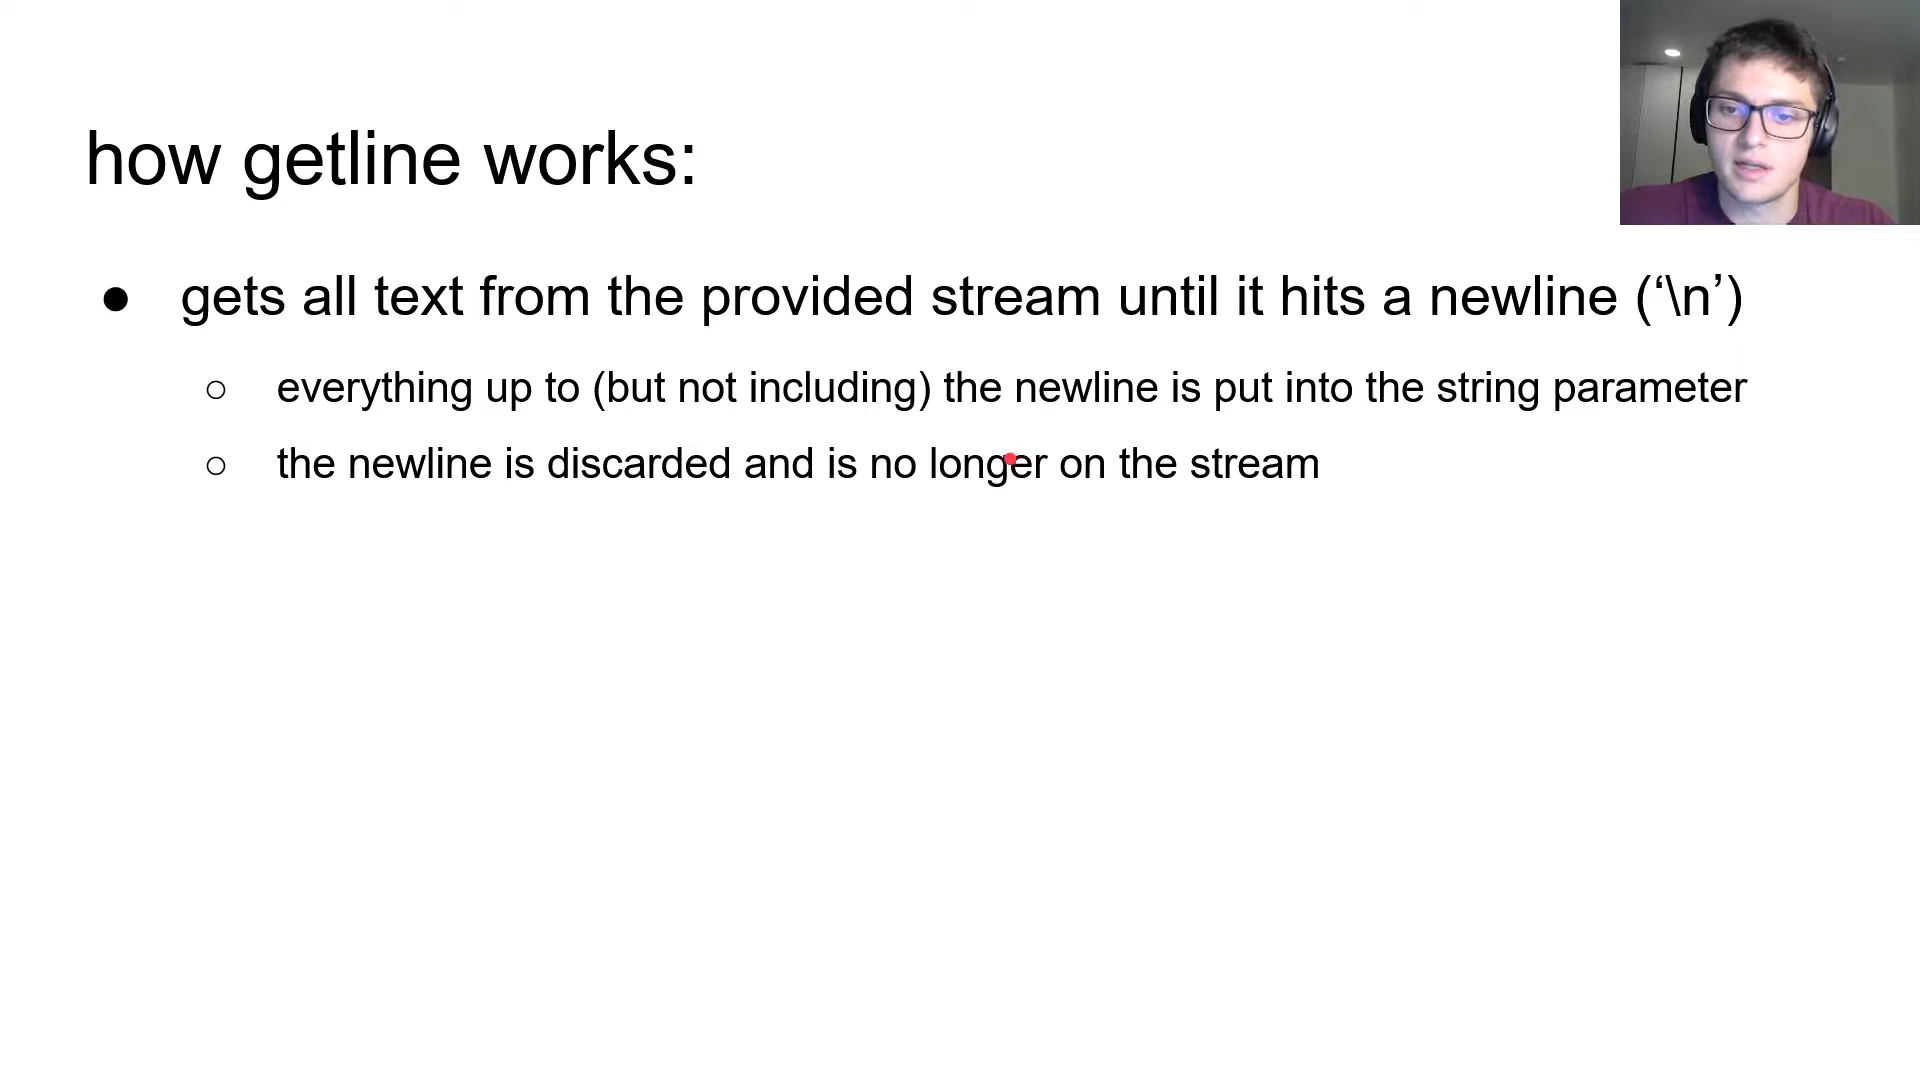 how getline works:
● gets all text from the provided stream until it hits a newline (‘\n’)
○ everything up to (but not including) the newline is put into the string parameter
○ the newline is discarded and is no longer on the stream